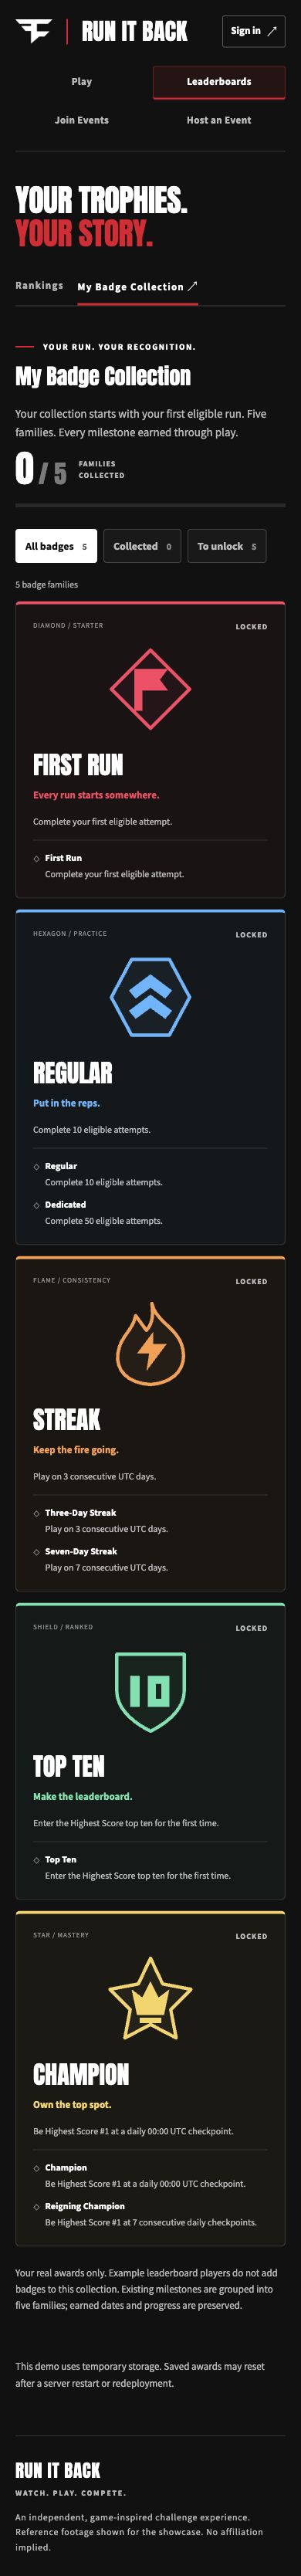 RUN IT BACK
Sign in ↗
Play
Leaderboards
Join Events
Host an Event
YOUR TROPHIES.
YOUR STORY.
Rankings
My Badge Collection ↗
YOUR RUN. YOUR RECOGNITION.
My Badge Collection
Your collection starts with your first eligible run. Five
families. Every milestone earned through play.
0 / 5
FAMILIES
COLLECTED
All badges 5
Collected 0
To unlock 5
5 badge families
DIAMOND / STARTER
LOCKED
FIRST RUN
Every run starts somewhere.
Complete your first eligible attempt.
◇ First Run
Complete your first eligible attempt.
HEXAGON / PRACTICE
LOCKED
REGULAR
Put in the reps.
Complete 10 eligible attempts.
◇ Regular
Complete 10 eligible attempts.
◇ Dedicated
Complete 50 eligible attempts.
FLAME / CONSISTENCY
LOCKED
STREAK
Keep the fire going.
Play on 3 consecutive UTC days.
◇ Three-Day Streak
Play on 3 consecutive UTC days.
◇ Seven-Day Streak
Play on 7 consecutive UTC days.
SHIELD / RANKED
LOCKED
10
TOP TEN
Make the leaderboard.
Enter the Highest Score top ten for the first time.
◇ Top Ten
Enter the Highest Score top ten for the first time.
STAR / MASTERY
LOCKED
CHAMPION
Own the top spot.
Be Highest Score #1 at a daily 00:00 UTC checkpoint.
◇ Champion
Be Highest Score #1 at a daily 00:00 UTC checkpoint.
◇ Reigning Champion
Be Highest Score #1 at 7 consecutive daily checkpoints.
Your real awards only. Example leaderboard players do not add
badges to this collection. Existing milestones are grouped into
five families; earned dates and progress are preserved.
This demo uses temporary storage. Saved awards may reset
after a server restart or redeployment.
RUN IT BACK
WATCH. PLAY. COMPETE.
An independent, game-inspired challenge experience.
Reference footage shown for the showcase. No affiliation
implied.